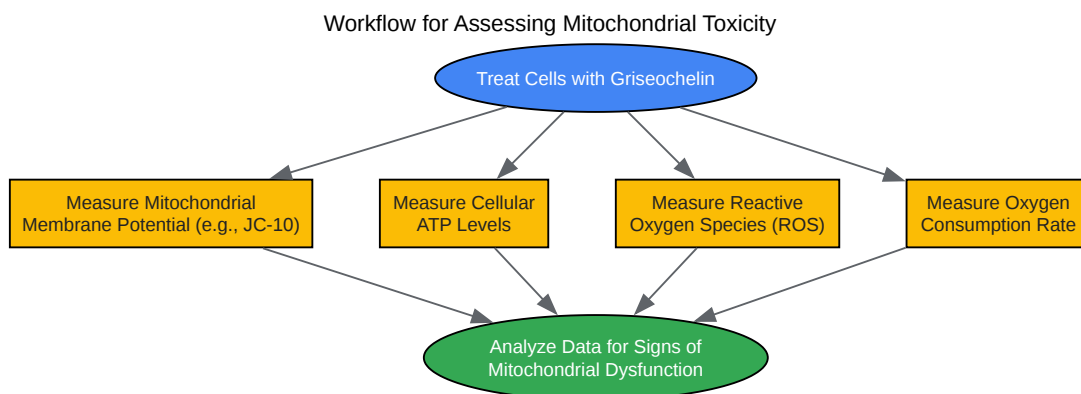 Workflow for Assessing Mitochondrial Toxicity
Treat Cells with Griseochelin
Measure Mitochondrial
Membrane Potential (e.g., JC-10)
Measure Cellular
ATP Levels
Measure Reactive
Oxygen Species (ROS)
Measure Oxygen
Consumption Rate
Analyze Data for Signs of
Mitochondrial Dysfunction